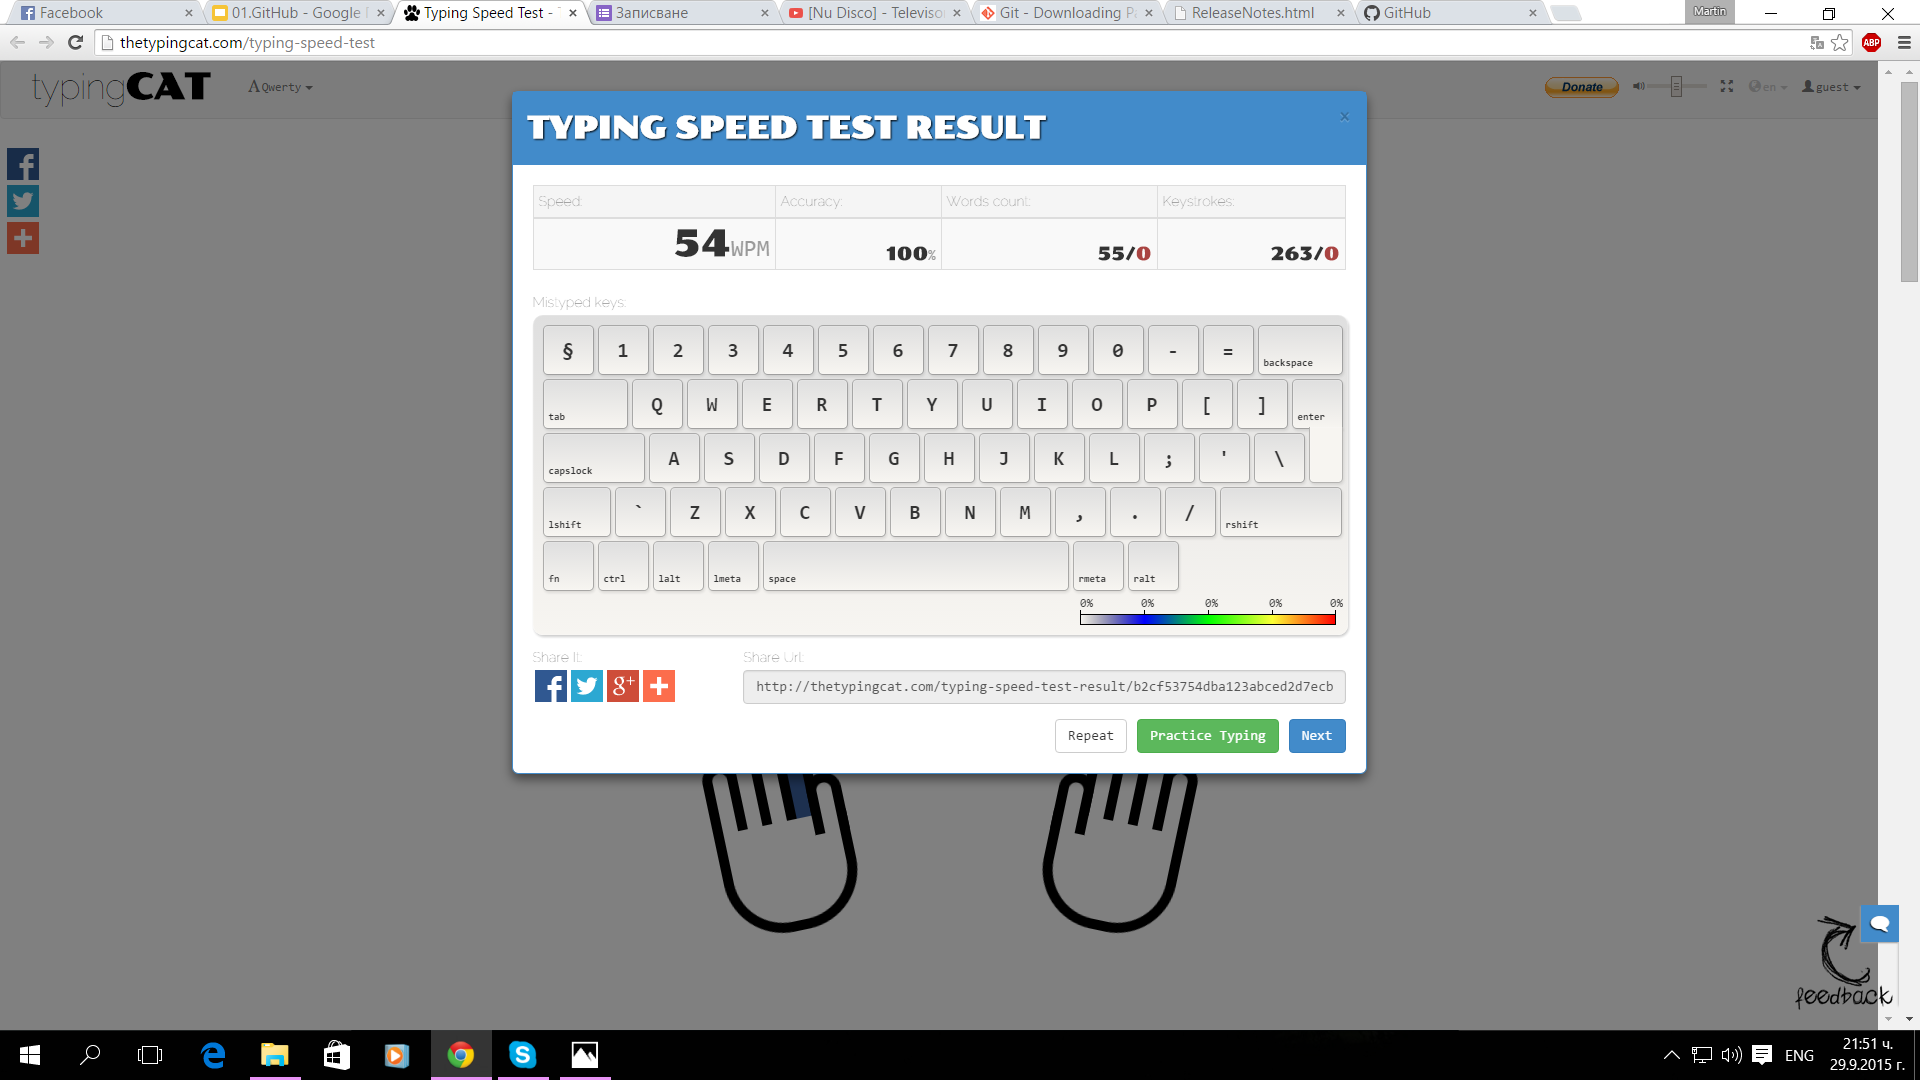 Facebook
01.GitHub - Google
Typing Speed Test -
Записване
[Nu Disco] - Televiso
Git - Downloading
ReleaseNotes.html
GitHub
Martin
thetypingcat.com/typing-speed-test
ABP
typingCAT
Qwerty
Donate
en
guest
TYPING SPEED TEST RESULT
×
Speed: Accuracy: Words count: Keystrokes:
54WPM 100% 55/0 263/0
Mistyped keys:
§ 1 2 3 4 5 6 7 8 9 0 - = backspace
tab Q W E R T Y U I O P [ ] enter
capslock A S D F G H J K L ; ' \
lshift ` Z X C V B N M , . / rshift
fn ctrl lalt lmeta space rmeta ralt
0% 0% 0% 0% 0%
Share It:
Share Url:
http://thetypingcat.com/typing-speed-test-result/b2cf53754dba123abced2d7ecb
Repeat
Practice Typing
Next
feedback
ENG
21:51 ч.
29.9.2015 г.